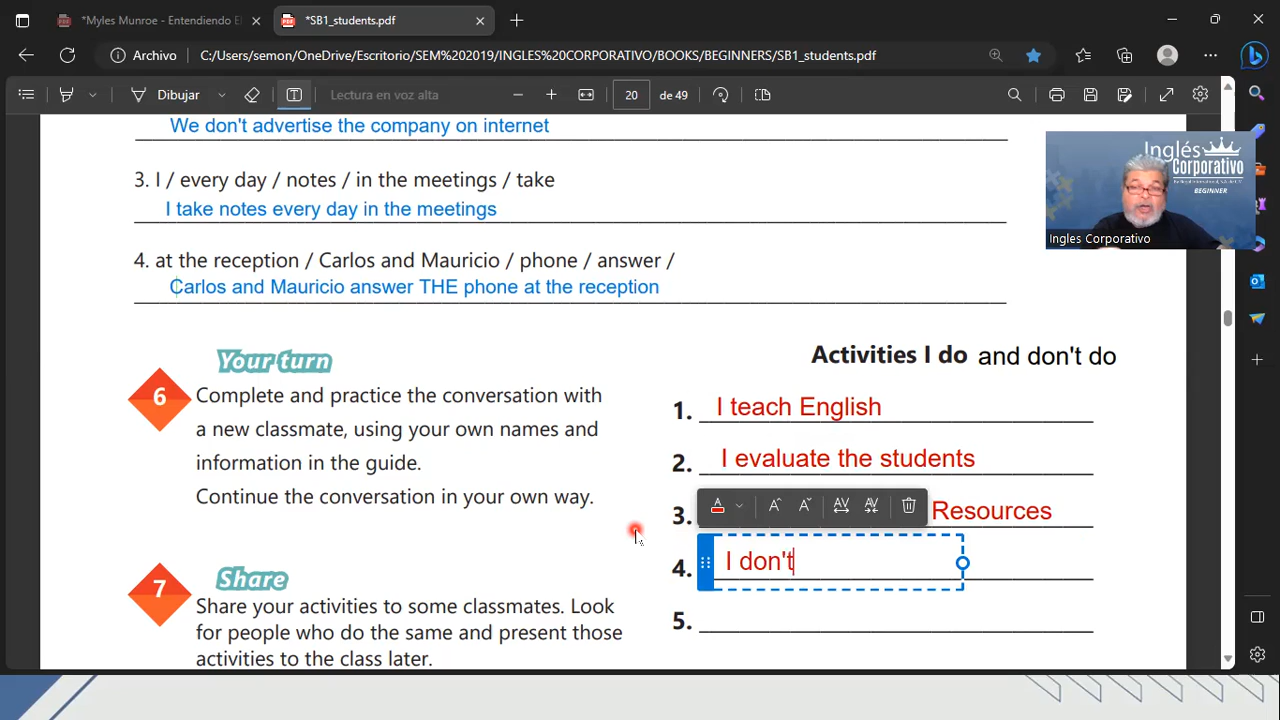 *Myles Munroe - Entendiendo El
*SB1_students.pdf
Archivo
C:/Users/semon/OneDrive/Escritorio/SEM%202019/INGLES%20CORPORATIVO/BOOKS/BEGINNERS/SB1_students.pdf
Dibujar
Lectura en voz alta
20
de 49
We don't advertise the company on internet
3. I / every day / notes / in the meetings / take
I take notes every day in the meetings
4. at the reception / Carlos and Mauricio / phone / answer /
Carlos and Mauricio answer THE phone at the reception
Inglés
Corporativo
BEGINNER
Ingles Corporativo
Your turn
6
Complete and practice the conversation with
a new classmate, using your own names and
information in the guide.
Continue the conversation in your own way.
7
Share
Share your activities to some classmates. Look
for people who do the same and present those
activities to the class later.
Activities I do and don't do
1. I teach English
2. I evaluate the students
3. Resources
4. I don't
5.